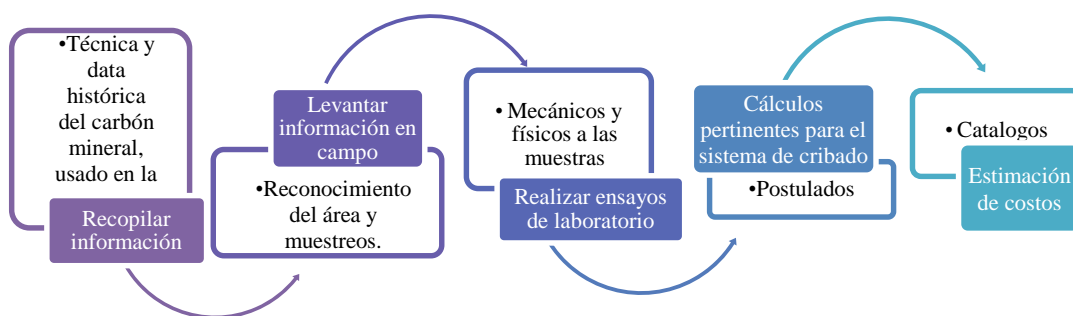 •Técnica y
data
histórica
del carbón
mineral,
usado en la
Recopilar
información
Levantar
información en
campo
•Reconocimiento
del área y
muestreos.
• Mecánicos y
físicos a las
muestras
Realizar ensayos
de laboratorio
Cálculos
pertinentes para el
sistema de cribado
•Postulados
• Catalogos
Estimación
de costos